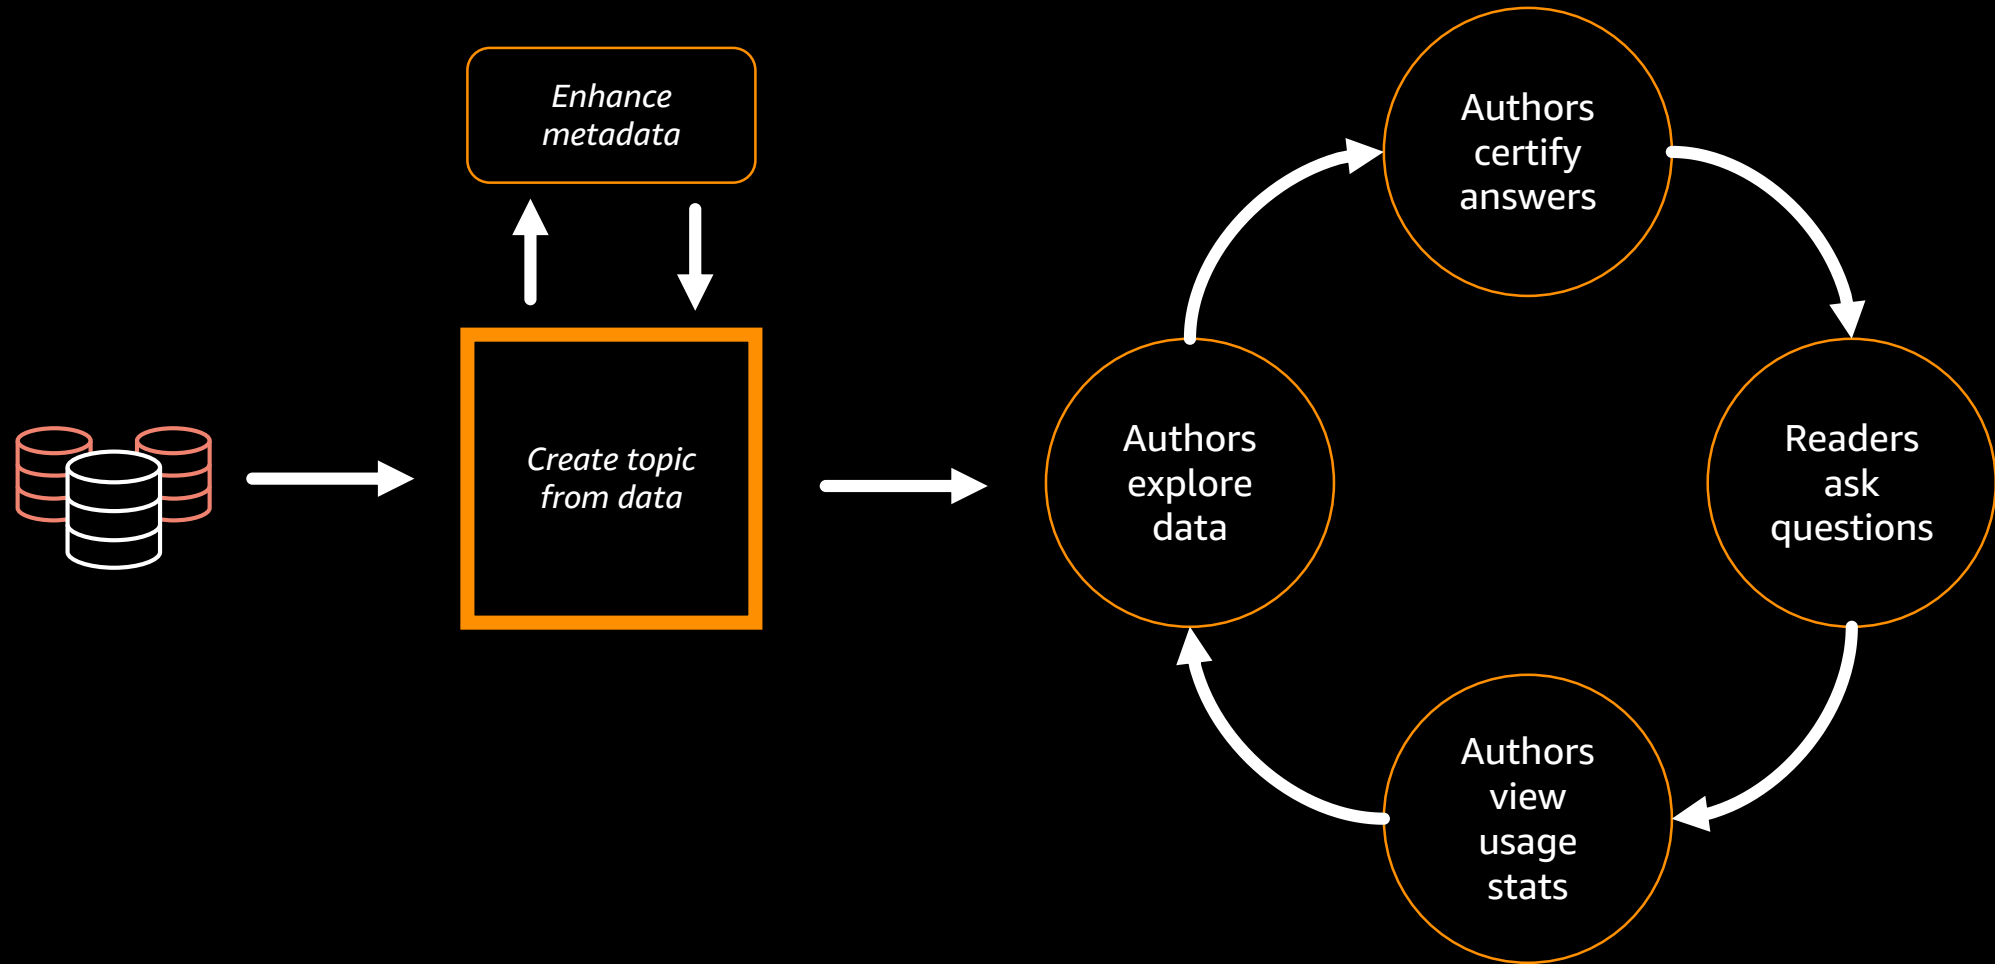 Enhance
metadata
Create topic
from data
Authors
certify
answers
Authors
explore
data
Readers
ask
questions
Authors
view
usage
stats